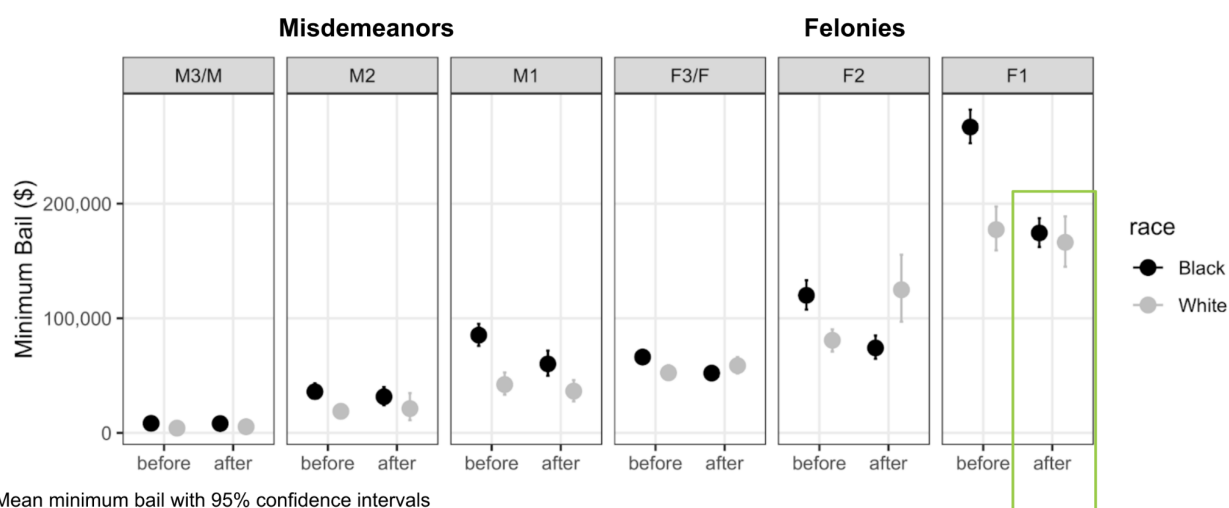 Misdemeanors Felonies
M3/M M2 M1 F3/F F2 F1
Minimum Bail ($)
200,000
100,000
0
before after before after before after before after before after before after
race
Black
White
Mean minimum bail with 95% confidence intervals